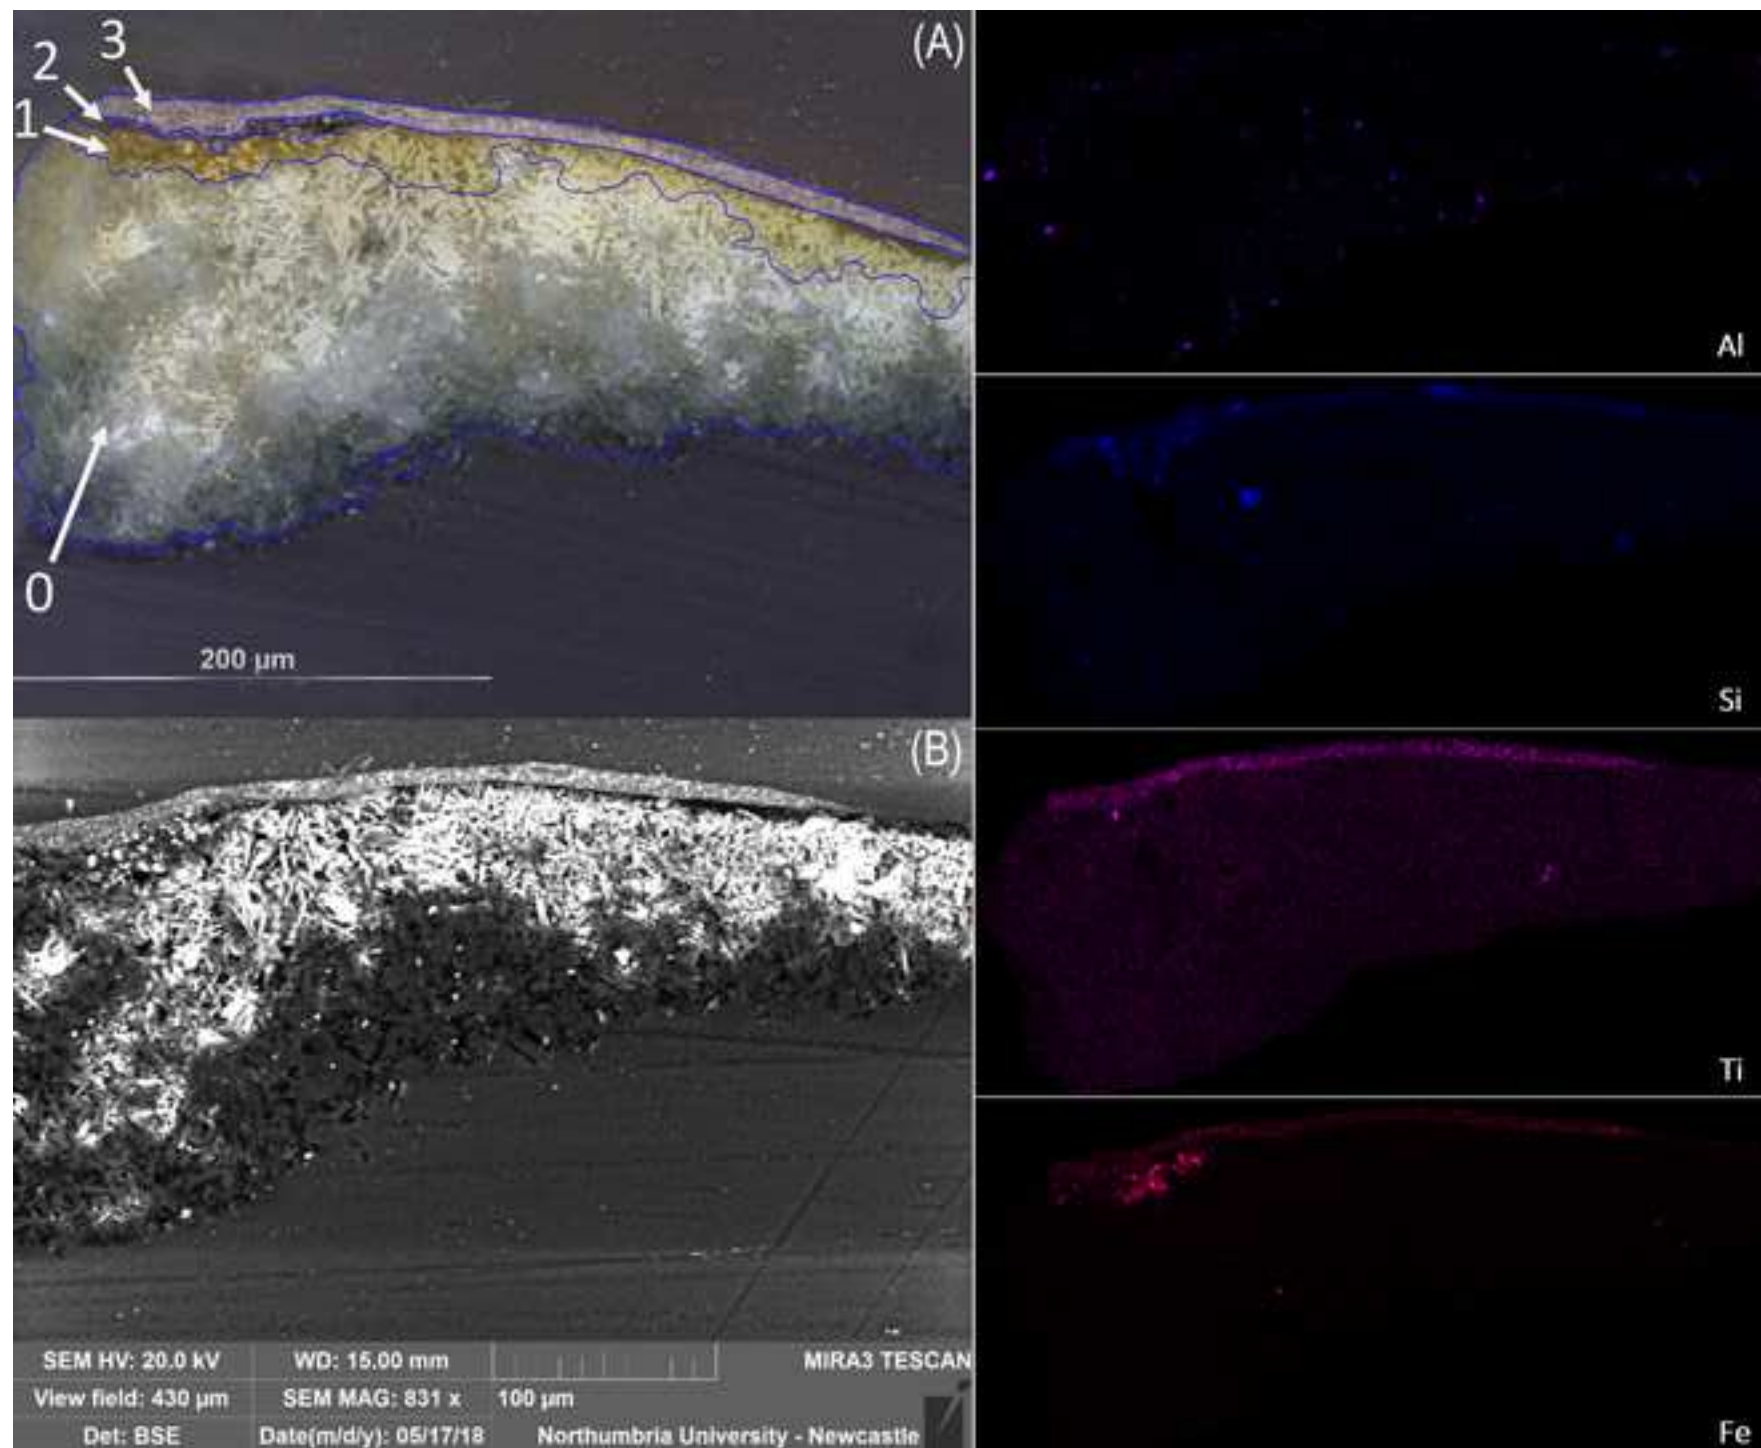 (A)
3
2
1
0
200 µm
Al
Si
Ti
Fe
(B)
SEM HV: 20.0 kV
WD: 15.00 mm
MIRA3 TESCAN
View field: 430 µm
SEM MAG: 831 x
100 µm
Det: BSE
Date(m/d/y): 05/17/18
Northumbria University - Newcastle